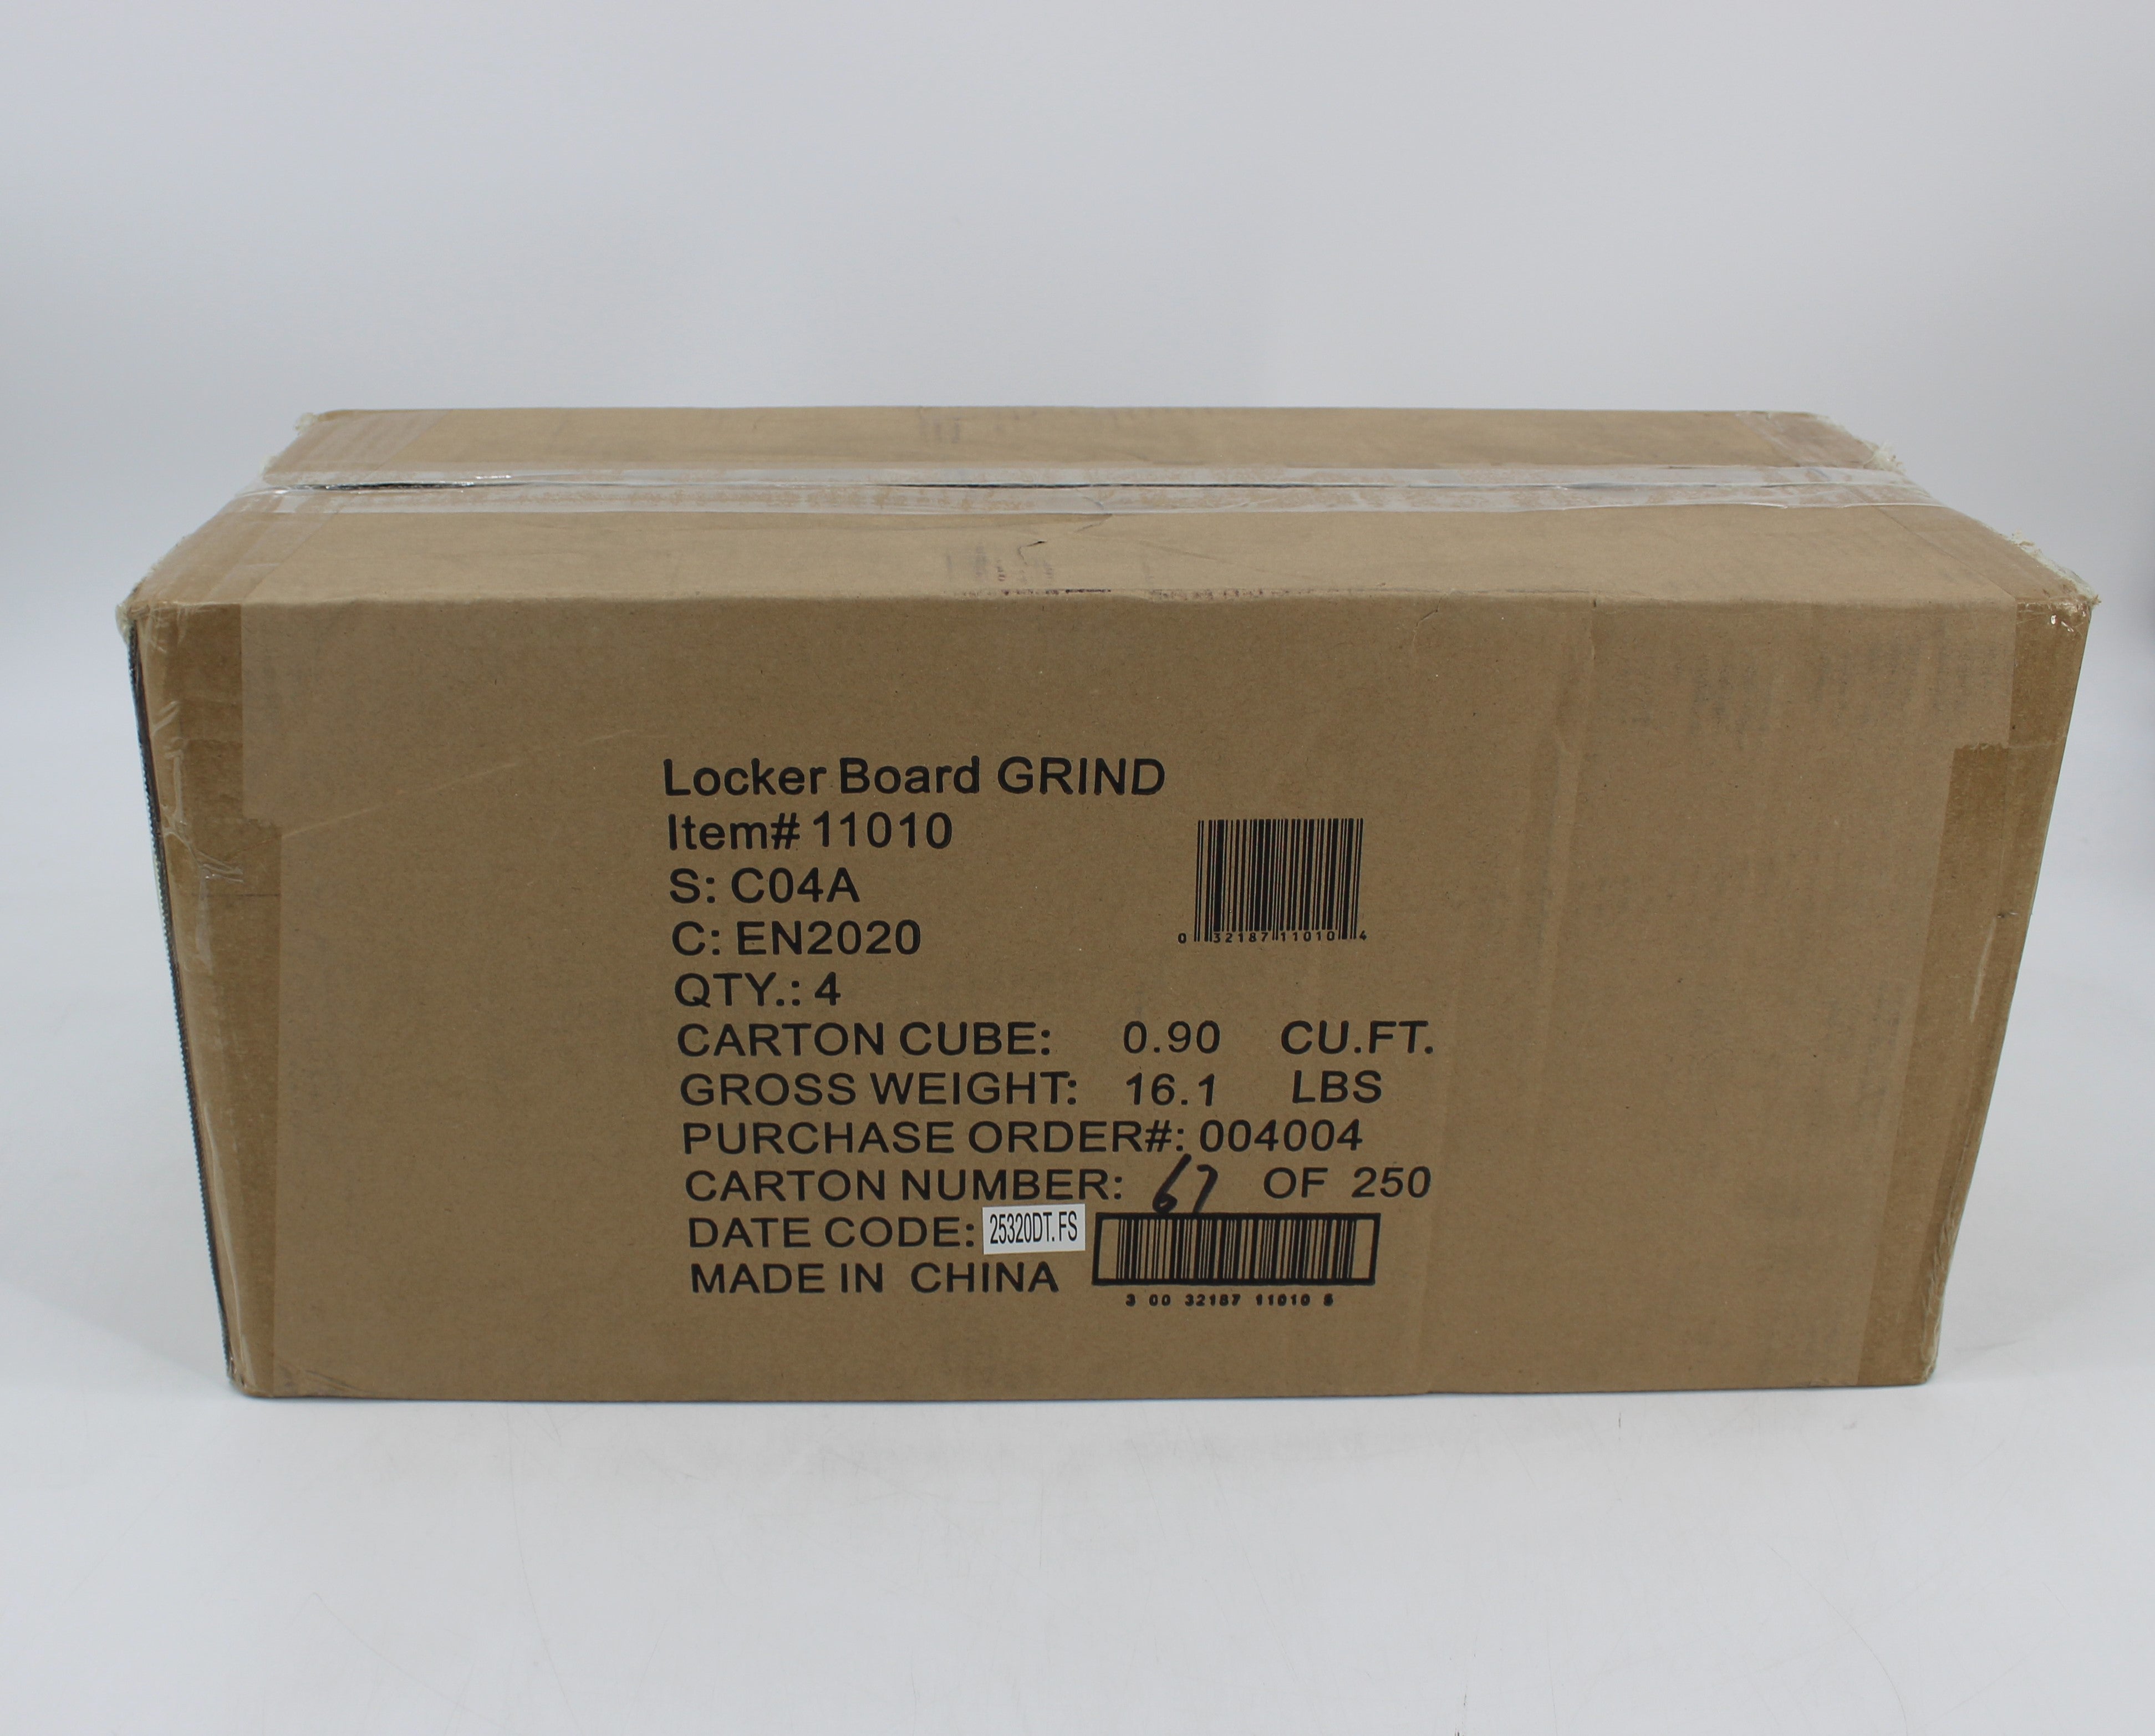 Locker Board GRIND
Item# 11010
S: C04A
C: EN2020
0 32187 11010 4
QTY.: 4
CARTON CUBE: 0.90 CU.FT.
GROSS WEIGHT: 16.1 LBS
PURCHASE ORDER#: 004004
CARTON NUMBER: 67 OF 250
DATE CODE: 25320DT.FS
MADE IN CHINA
3 00 32187 11010 5